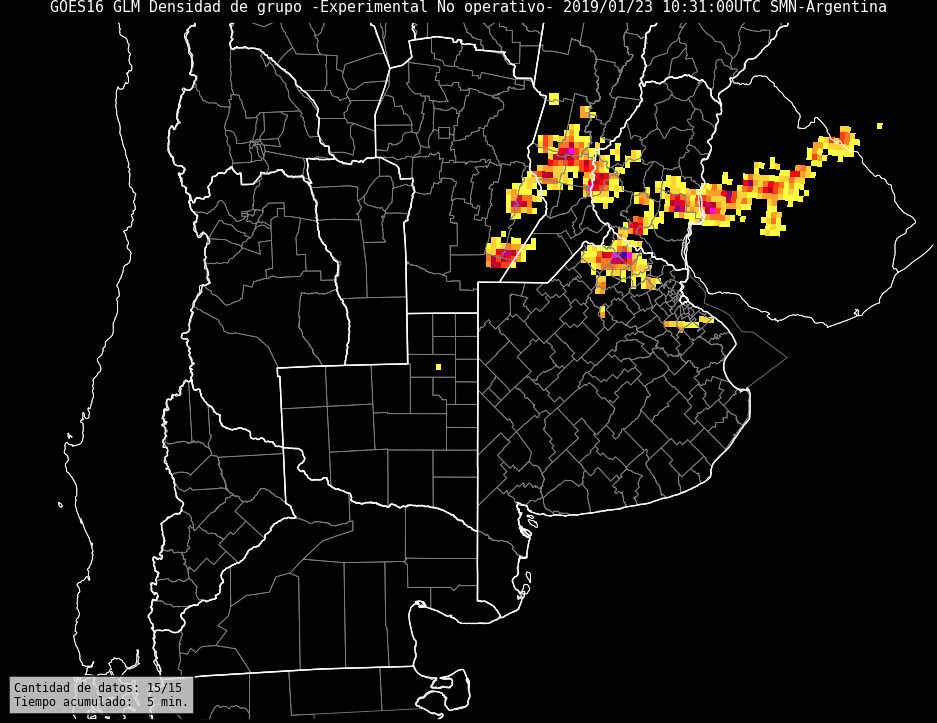 GOES16 GLM Densidad de grupo -Experimental No operativo- 2019/01/23 10:31:00UTC SMN-Argentina
Cantidad de datos: 15/15
Tiempo acumulado:  5 min.